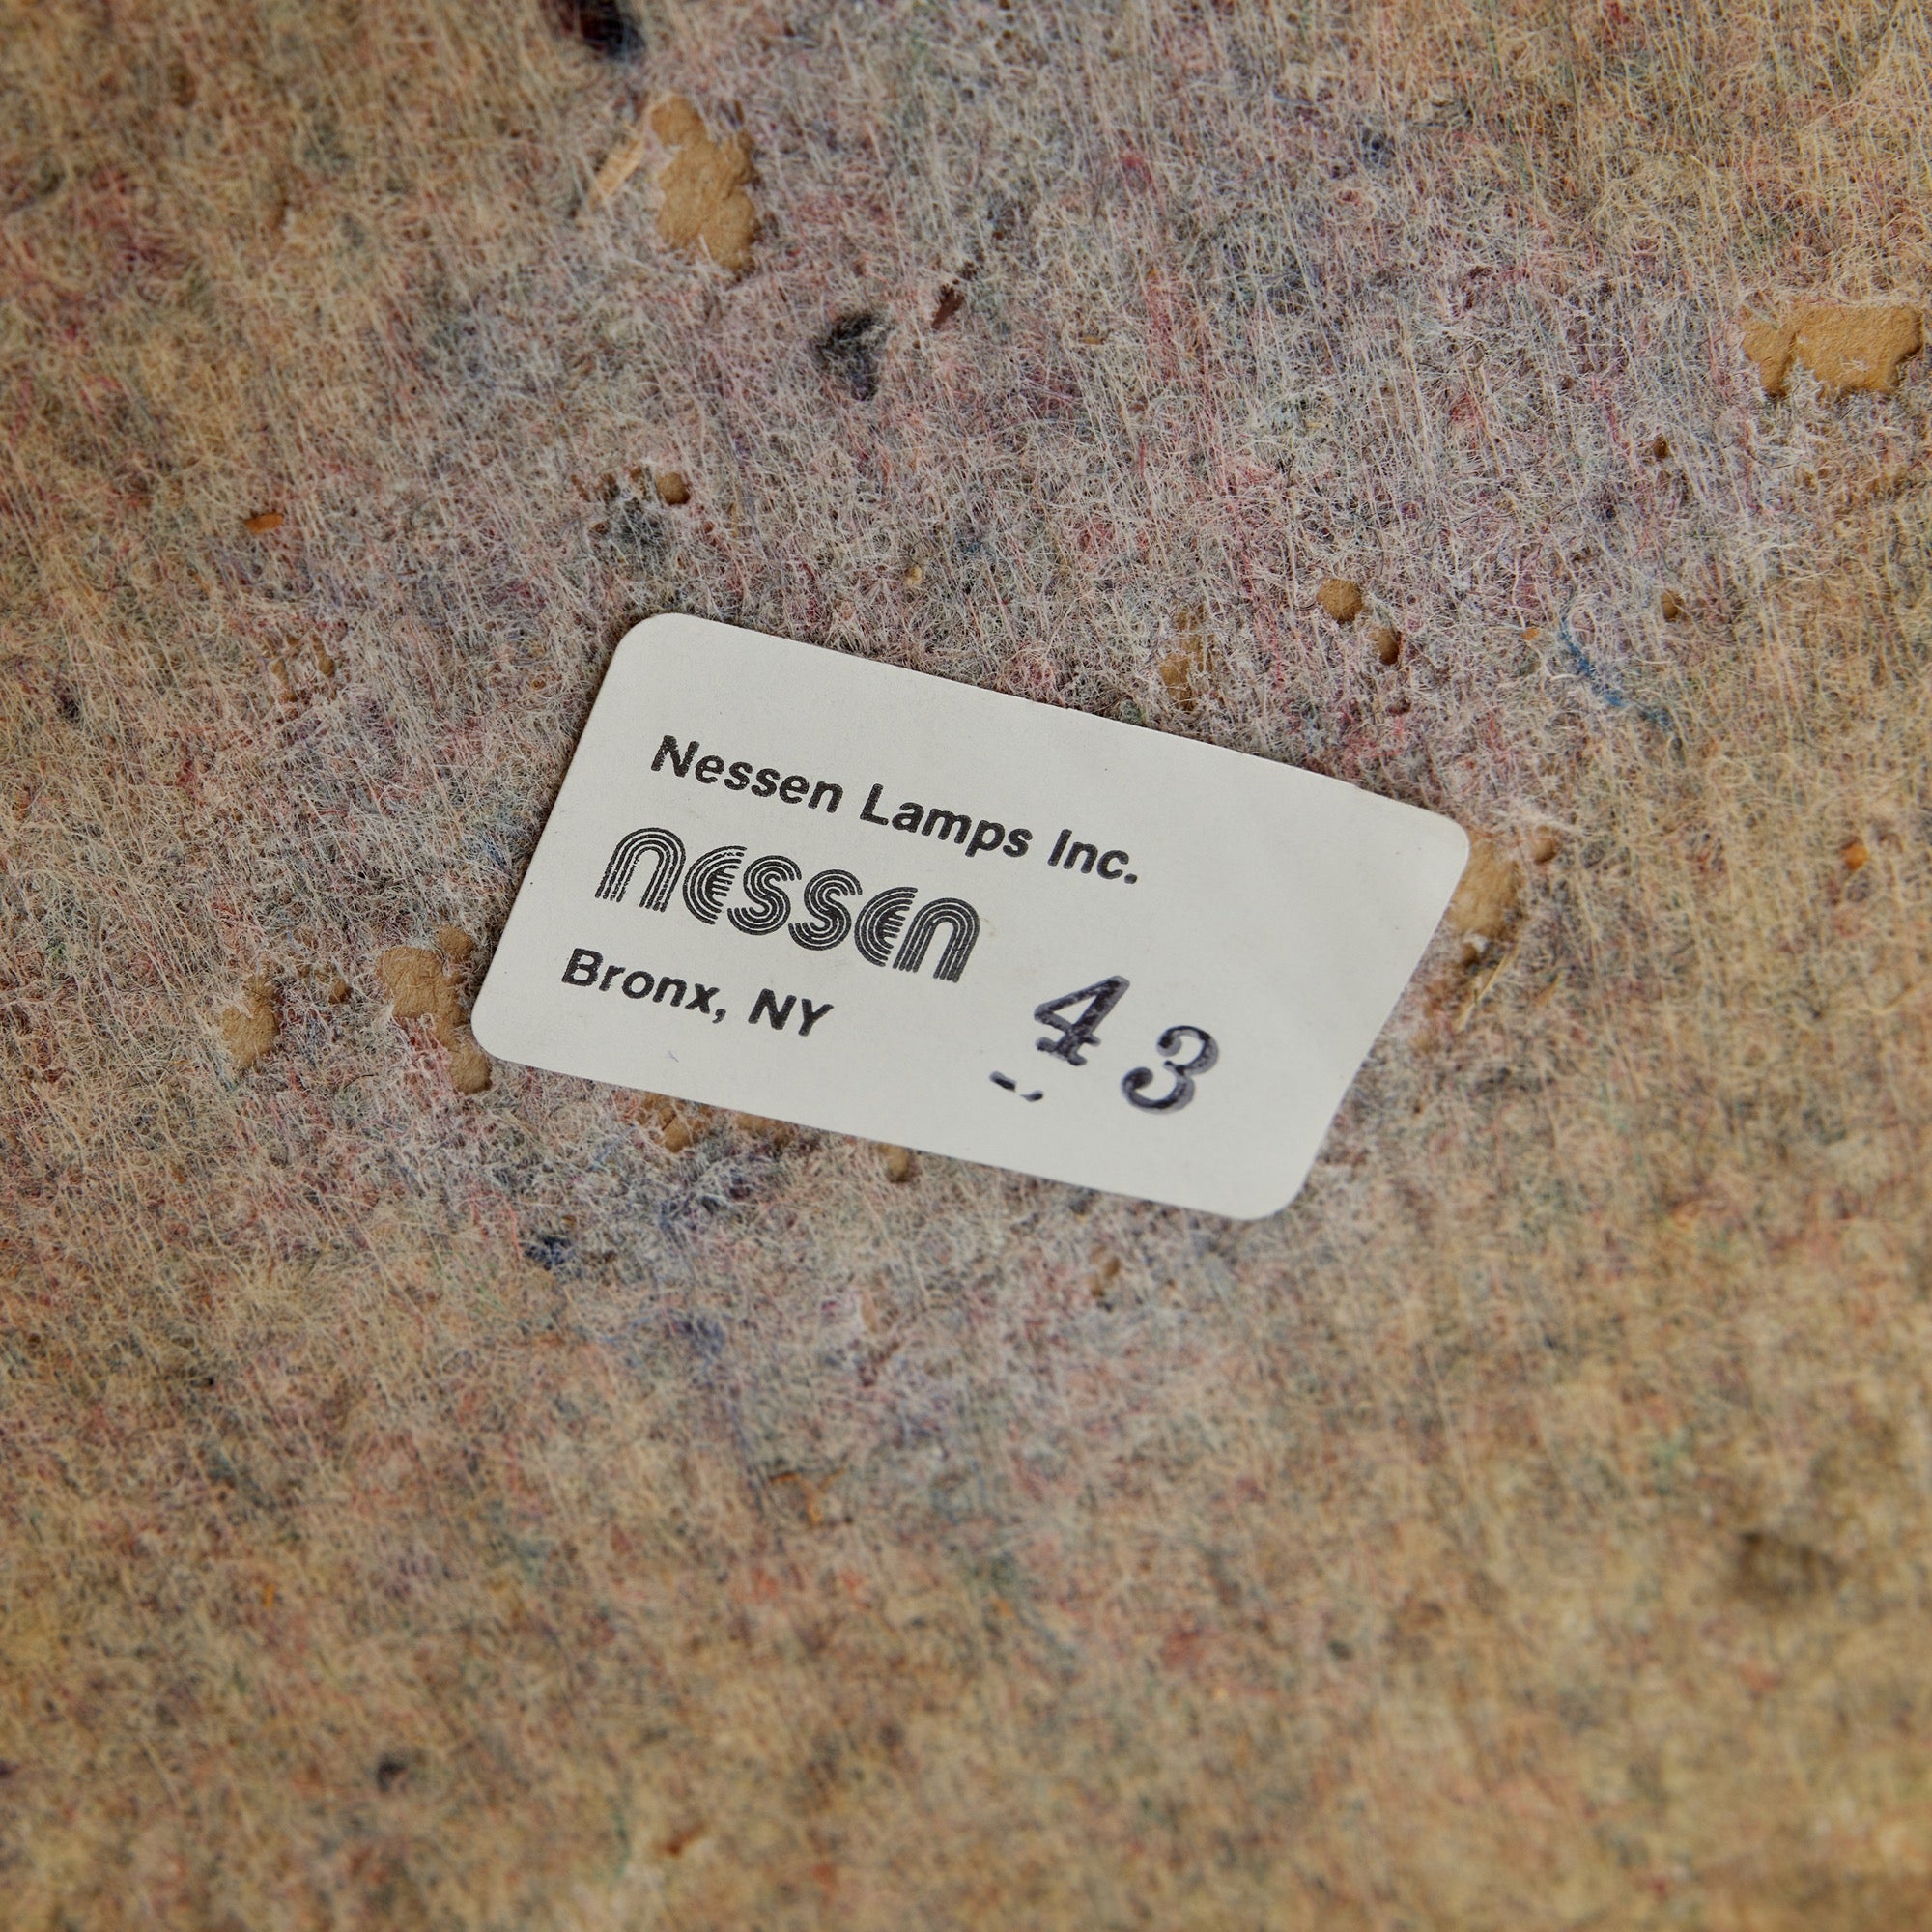 Nessen Lamps Inc.
nessen
Bronx, NY
43